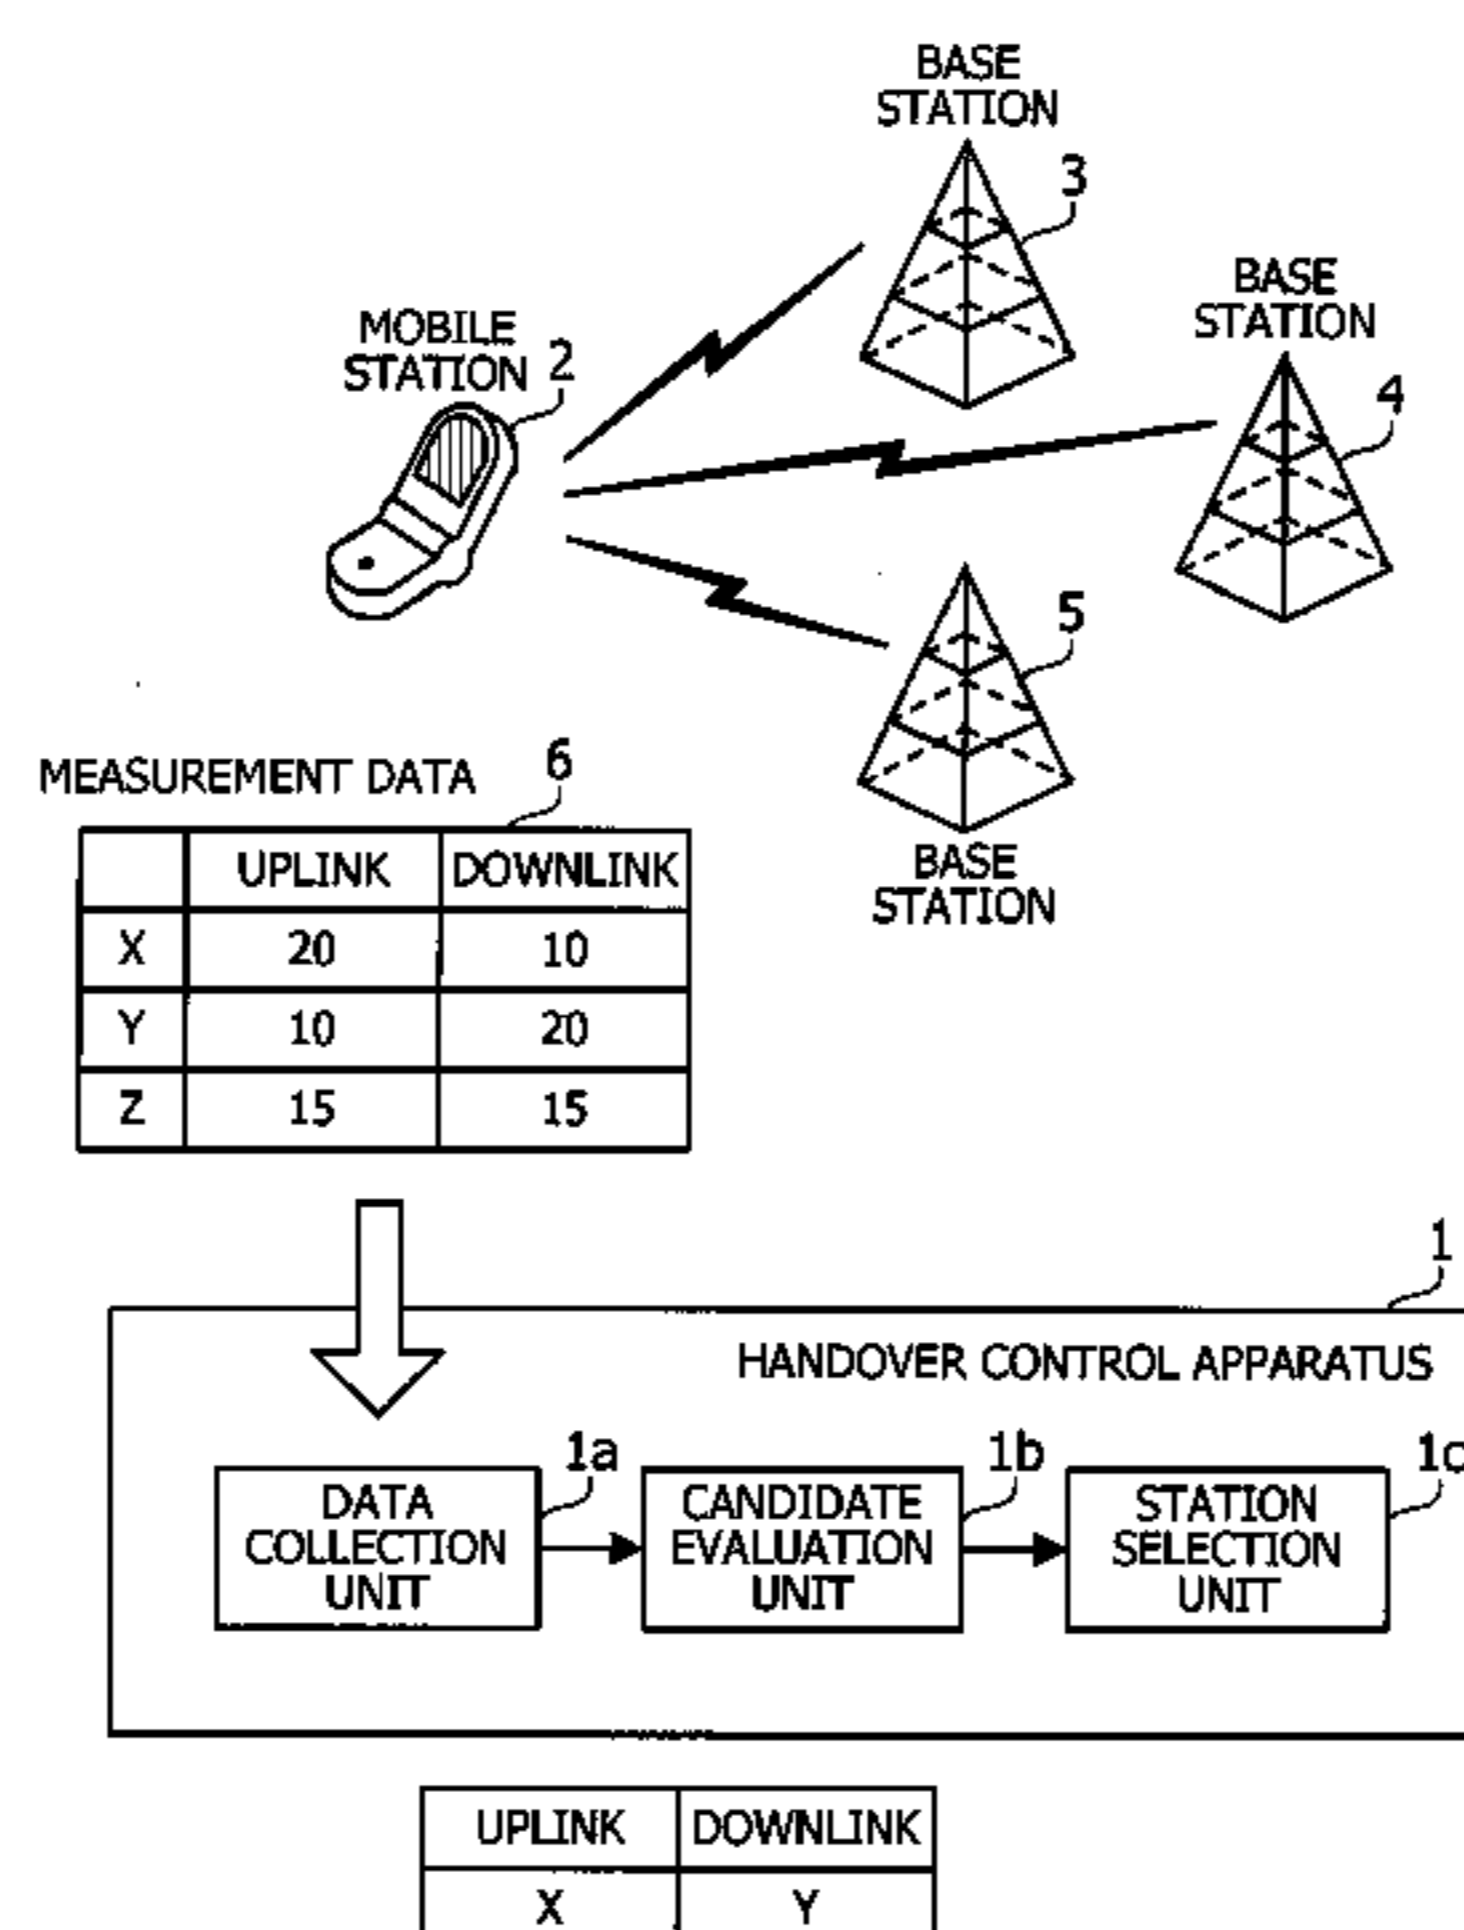 BASE
STATION
3
BASE
STATION
4
MOBILE
STATION 2
5
BASE
STATION
MEASUREMENT DATA 6
UPLINK DOWNLINK
X 20 10
Y 10 20
Z 15 15
1
HANDOVER CONTROL APPARATUS
1a
DATA
COLLECTION
UNIT
1b
CANDIDATE
EVALUATION
UNIT
1c
STATION
SELECTION
UNIT
UPLINK DOWNLINK
X Y